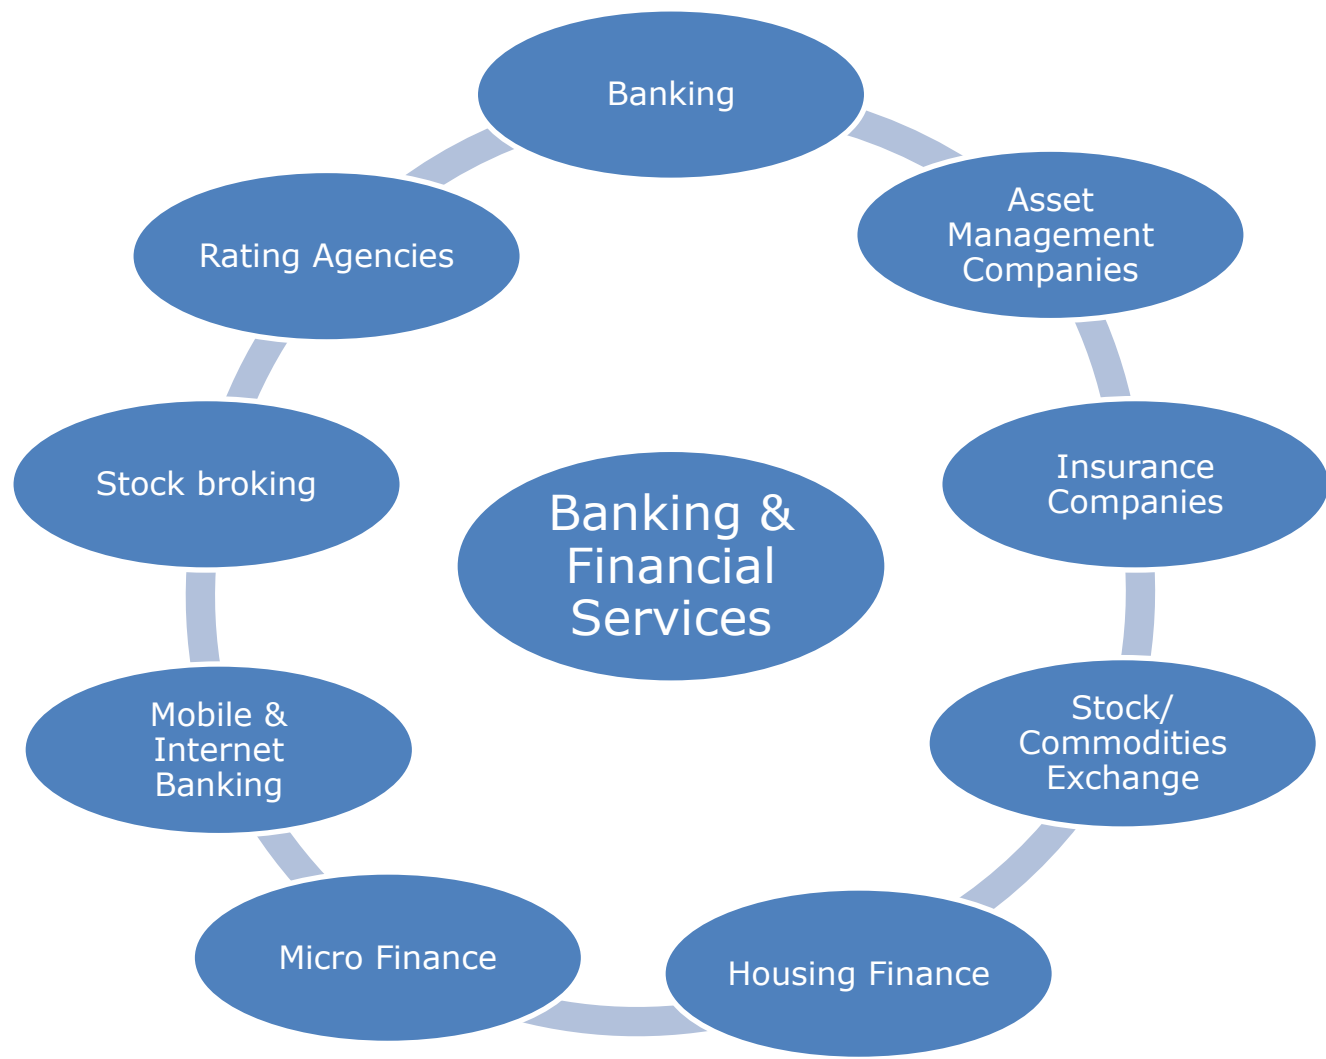 Banking
Asset
Management
Companies
Rating Agencies
Insurance
Companies
Stock broking
Banking &
Financial
Services
Stock/
Commodities
Exchange
Mobile &
Internet
Banking
Micro Finance
Housing Finance